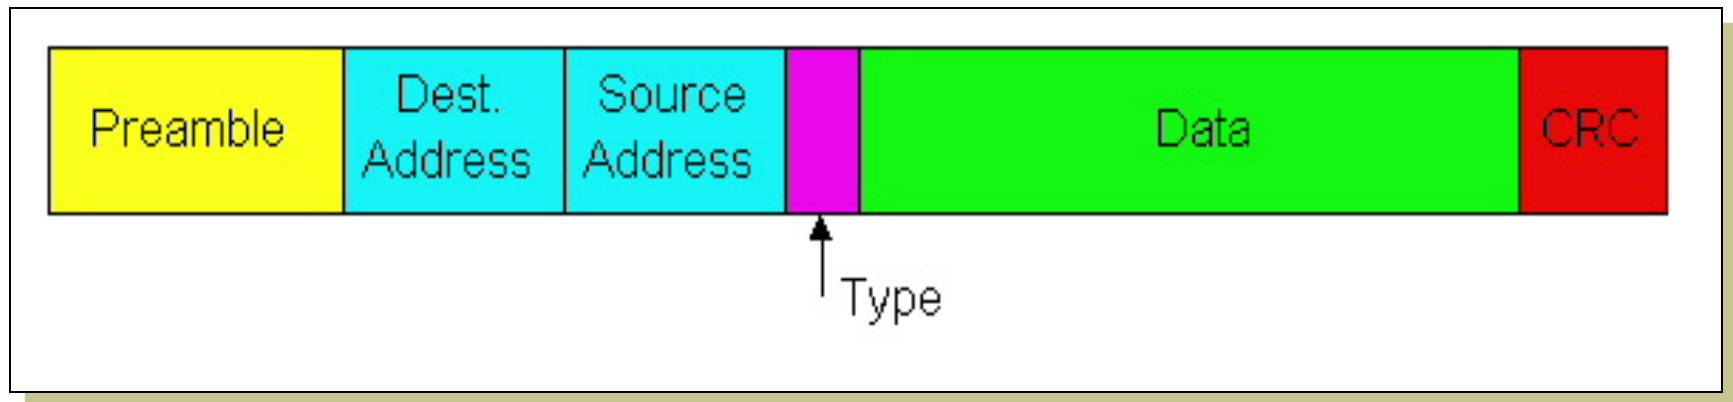 Preamble
Dest.
Address
Source
Address
Data
CRC
Type